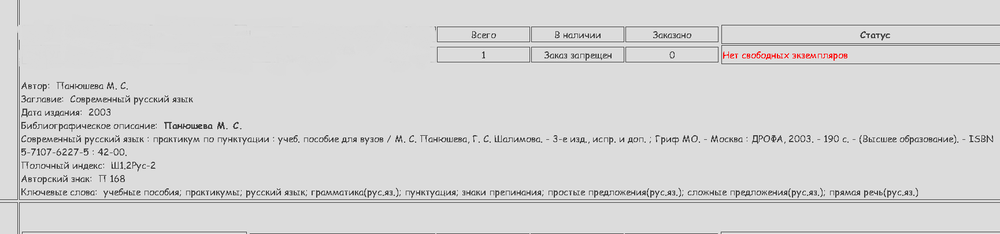 Всего В наличии Заказано Статус
1 Заказ запрещен 0 Нет свободных экземпляров
Автор: Панюшева М. С.
Заглавие: Современный русский язык
Дата издания: 2003
Библиографическое описание: Панюшева М. С.
Современный русский язык : практикум по пунктуации : учеб. пособие для вузов / М. С. Панюшева, Г. С. Шалимова. - 3-е изд., испр. и доп. ; Гриф МО. - Москва : ДРОФА, 2003. - 190 с. - (Высшее образование). - ISBN
5-7107-6227-5 : 42-00.
Полочный индекс: Ш1.2Рус-2
Авторский знак: П 168
Ключевые слова: учебные пособия; практикумы; русский язык; грамматика(рус.яз.); пунктуация; знаки препинания; простые предложения(рус.яз.); сложные предложения(рус.яз.); прямая речь(рус.яз.)